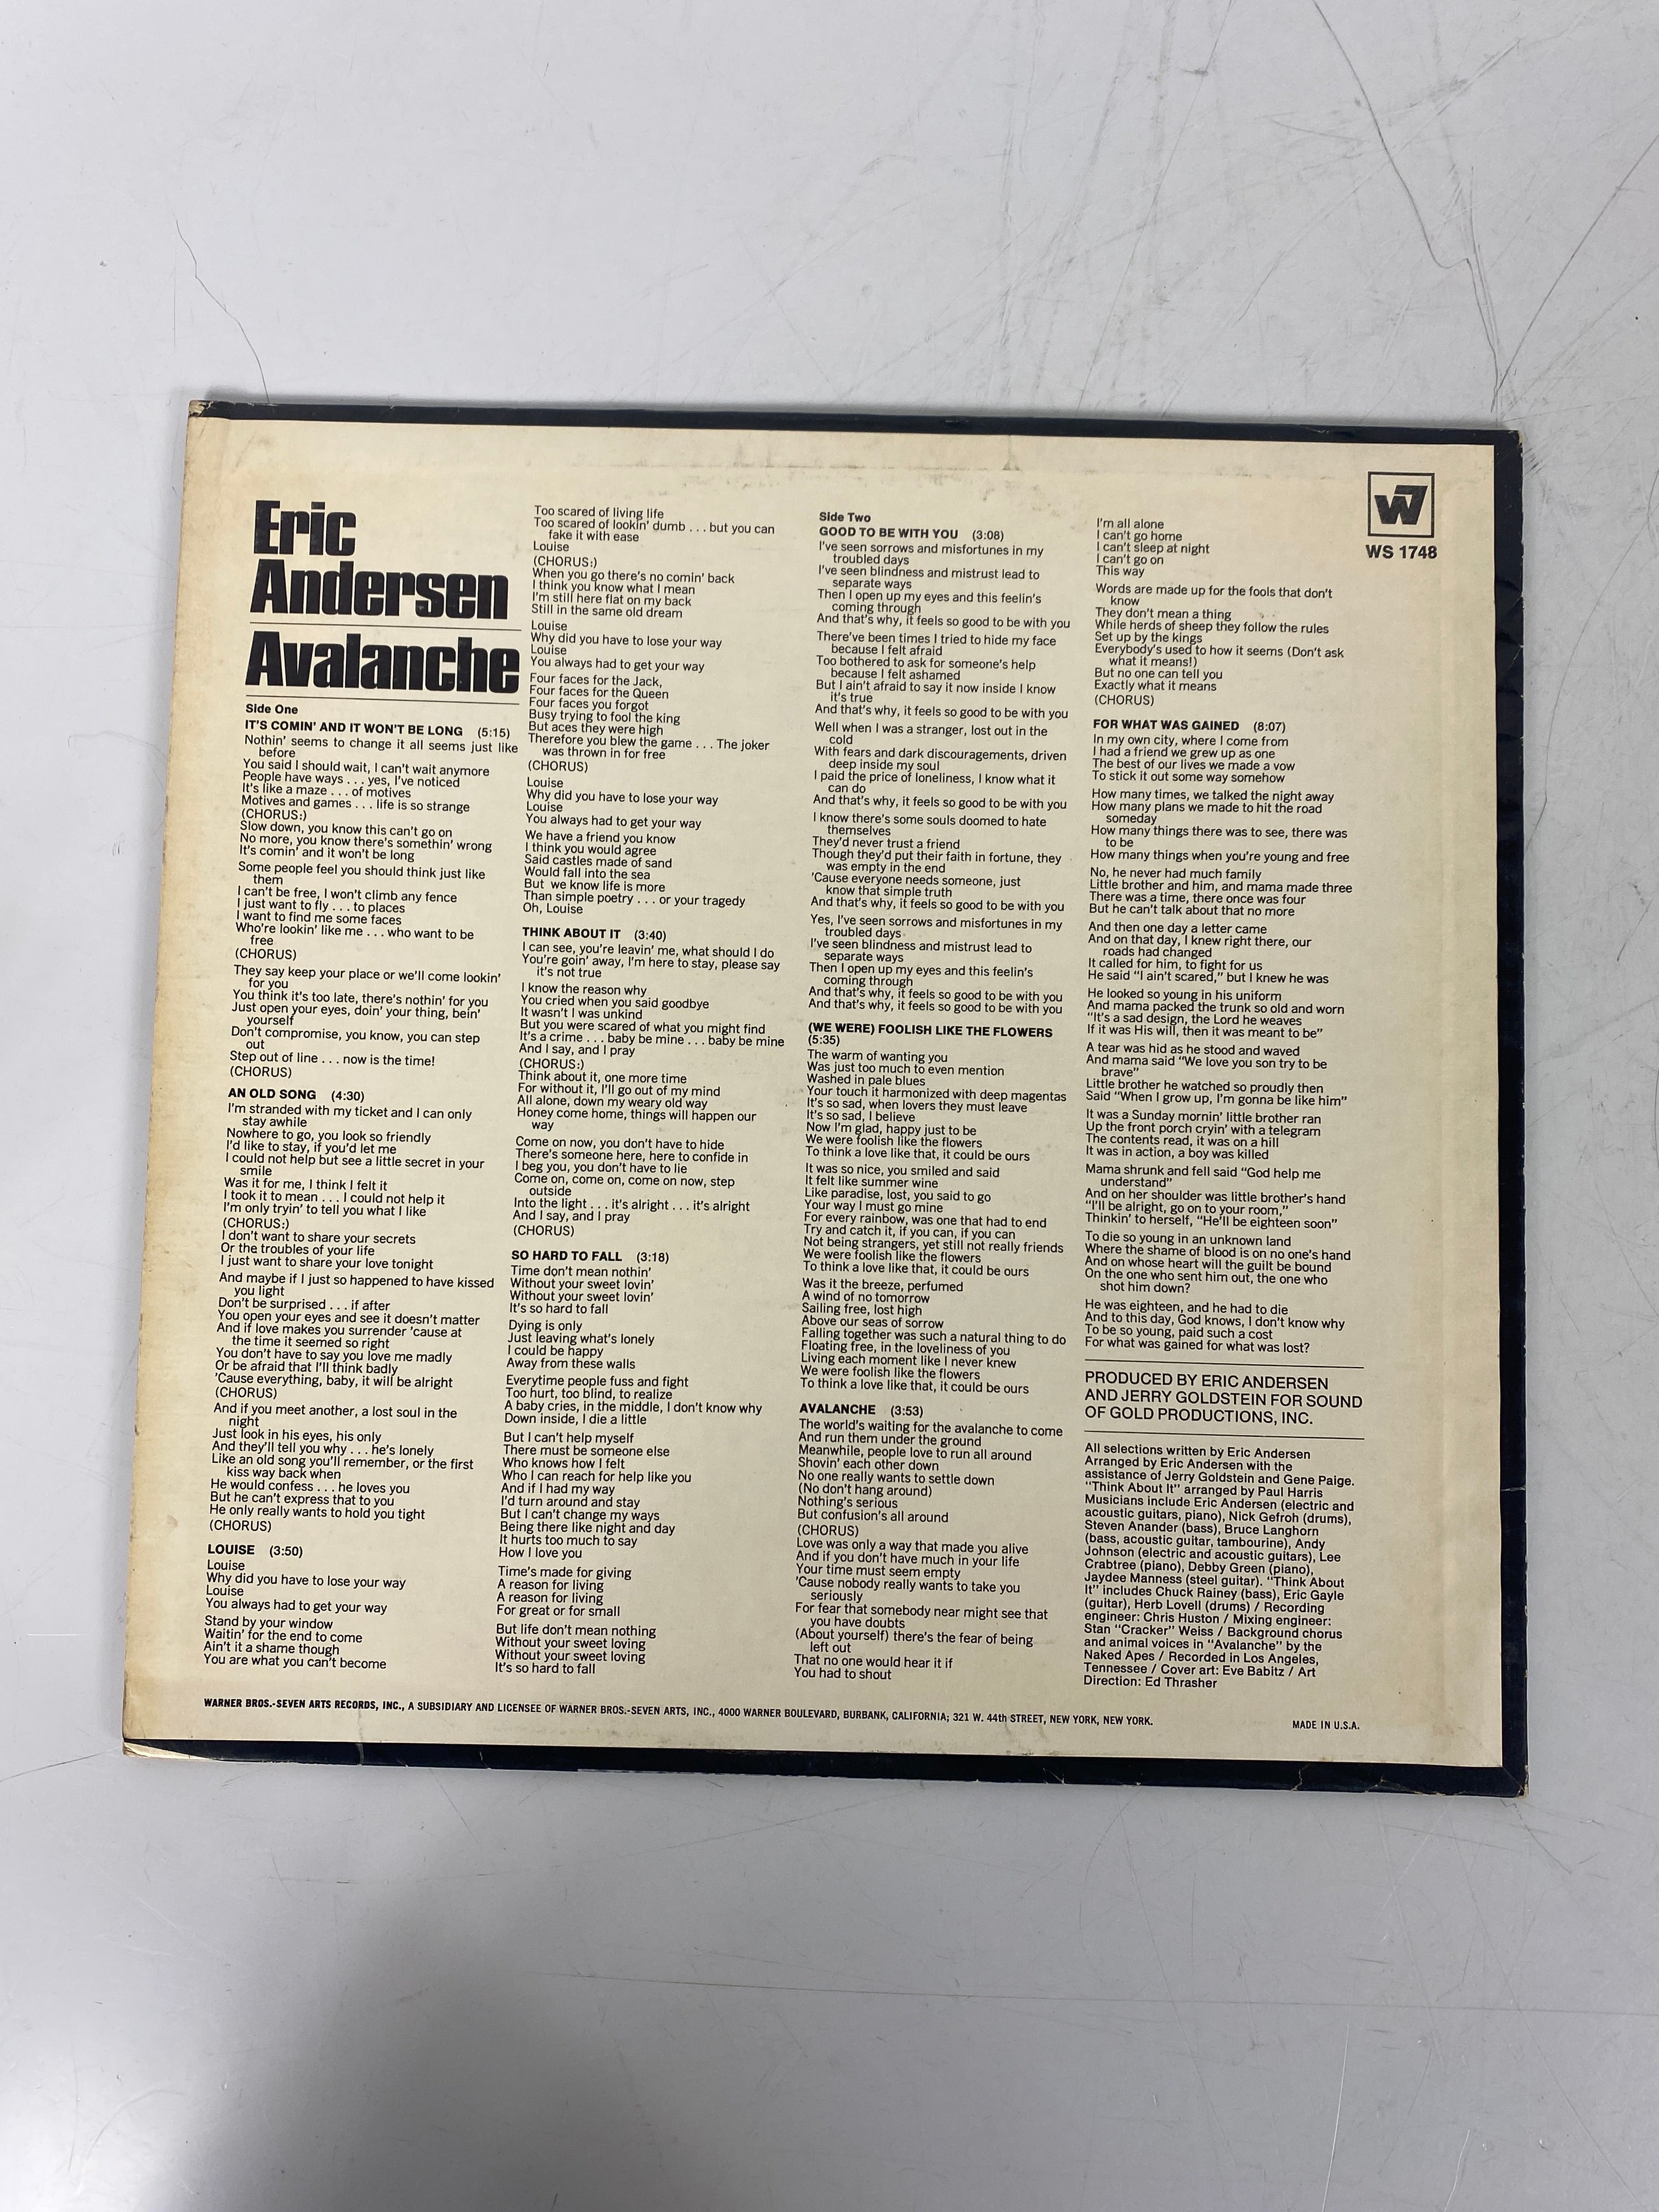 Eric
Andersen
Avalanche
Side One
IT'S COMIN' AND IT WON'T BE LONG (5:15)
Nothin' seems to change it all seems just like
before
You said I should wait, I can't wait anymore
People have ways . . . yes, I've noticed
It's like a maze . . . of motives
Motives and games . . . life is so strange
(CHORUS:)
Slow down, you know this can't go on
No more, you know there's somethin' wrong
It's comin' and it won't be long
Some people feel you should think just like
them
I can't be free, I won't climb any fence
I just want to fly . . . to places
I want to find me some faces
Who're lookin' like me . . . who want to be
free
(CHORUS)
They say keep your place or we'll come lookin'
for you
You think it's too late, there's nothin' for you
Just open your eyes, doin' your thing, bein'
yourself
Don't compromise, you know, you can step
out
Step out of line . . . now is the time!
(CHORUS)
AN OLD SONG (4:30)
I'm stranded with my ticket and I can only
stay awhile
Nowhere to go, you look so friendly
I'd like to stay, if you'd let me
I could not help but see a little secret in your
smile
Was it for me, I think I felt it
I took it to mean . . . I could not help it
I'm only tryin' to tell you what I like
(CHORUS:)
I don't want to share your secrets
Or the troubles of your life
I just want to share your love tonight
And maybe if I just so happened to have kissed
you light
Don't be surprised . . . if after
You open your eyes and see it doesn't matter
And if love makes you surrender 'cause at
the time it seemed so right
You don't have to say you love me madly
Or be afraid that I'll think badly
'Cause everything, baby, it will be alright
(CHORUS)
And if you meet another, a lost soul in the
night
Just look in his eyes, his only
And they'll tell you why . . . he's lonely
Like an old song you'll remember, or the first
kiss way back when
He would confess . . . he loves you
But he can't express that to you
He only really wants to hold you tight
(CHORUS)
LOUISE (3:50)
Louise
Why did you have to lose your way
Louise
You always had to get your way
Stand by your window
Waitin' for the end to come
Ain't it a shame though
You are what you can't become
Too scared of living life
Too scared of lookin' dumb . . . but you can
fake it with ease
Louise
(CHORUS:)
When you go there's no comin' back
I think you know what I mean
I'm still here flat on my back
Still in the same old dream
Louise
Why did you have to lose your way
Louise
You always had to get your way
Four faces for the Jack,
Four faces for the Queen
Four faces you forgot
Busy trying to fool the king
But aces they were high
Therefore you blew the game . . . The joker
was thrown in for free
(CHORUS)
Louise
Why did you have to lose your way
Louise
You always had to get your way
We have a friend you know
I think you would agree
Said castles made of sand
Would fall into the sea
But we know life is more
Than simple poetry . . . or your tragedy
Oh, Louise
THINK ABOUT IT (3:40)
I can see, you're leavin' me, what should I do
You're goin' away, I'm here to stay, please say
it's not true
I know the reason why
You cried when you said goodbye
It wasn't I was unkind
But you were scared of what you might find
It's a crime . . . baby be mine . . . baby be mine
And I say, and I pray
(CHORUS:)
Think about it, one more time
For without it, I'll go out of my mind
All alone, down my weary old way
Honey come home, things will happen our
way
Come on now, you don't have to hide
There's someone here, here to confide in
I beg you, you don't have to lie
Come on, come on, come on now, step
outside
Into the light . . . it's alright . . . it's alright
And I say, and I pray
(CHORUS)
SO HARD TO FALL (3:18)
Time don't mean nothin'
Without your sweet lovin'
Without your sweet lovin'
It's so hard to fall
Dying is only
Just leaving what's lonely
I could be happy
Away from these walls
Everytime people fuss and fight
Too hurt, too blind, to realize
A baby cries, in the middle, I don't know why
Down inside, I die a little
But I can't help myself
There must be someone else
Who knows how I felt
Who I can reach for help like you
And if I had my way
I'd turn around and stay
But I can't change my ways
Being there like night and day
It hurts too much to say
How I love you
Time's made for giving
A reason for living
A reason for living
For great or for small
But life don't mean nothing
Without your sweet loving
Without your sweet loving
It's so hard to fall
Side Two
GOOD TO BE WITH YOU (3:08)
I've seen sorrows and misfortunes in my
troubled days
I've seen blindness and mistrust lead to
separate ways
Then I open up my eyes and this feelin's
coming through
And that's why, it feels so good to be with you
There've been times I tried to hide my face
because I felt afraid
Too bothered to ask for someone's help
because I felt ashamed
But I ain't afraid to say it now inside I know
it's true
And that's why, it feels so good to be with you
Well when I was a stranger, lost out in the
cold
With fears and dark discouragements, driven
deep inside my soul
I paid the price of loneliness, I know what it
can do
And that's why, it feels so good to be with you
I know there's some souls doomed to hate
themselves
They'd never trust a friend
Though they'd put their faith in fortune, they
was empty in the end
'Cause everyone needs someone, just
know that simple truth
And that's why, it feels so good to be with you
Yes, I've seen sorrows and misfortunes in my
troubled days
I've seen blindness and mistrust lead to
separate ways
Then I open up my eyes and this feelin's
coming through
And that's why, it feels so good to be with you
And that's why, it feels so good to be with you
(WE WERE) FOOLISH LIKE THE FLOWERS
(5:35)
The warm of wanting you
Was just too much to even mention
Washed in pale blues
Your touch it harmonized with deep magentas
It's so sad, when lovers they must leave
It's so sad, I believe
Now I'm glad, happy just to be
We were foolish like the flowers
To think a love like that, it could be ours
It was so nice, you smiled and said
It felt like summer wine
Like paradise, lost, you said to go
Your way I must go mine
For every rainbow, was one that had to end
Try and catch it, if you can, if you can
Not being strangers, yet still not really friends
We were foolish like the flowers
To think a love like that, it could be ours
Was it the breeze, perfumed
A wind of no tomorrow
Sailing free, lost high
Above our seas of sorrow
Falling together was such a natural thing to do
Floating free, in the loveliness of you
Living each moment like I never knew
We were foolish like the flowers
To think a love like that, it could be ours
AVALANCHE (3:53)
The world's waiting for the avalanche to come
And run them under the ground
Meanwhile, people love to run all around
Shovin' each other down
No one really wants to settle down
(No don't hang around)
Nothing's serious
But confusion's all around
(CHORUS)
Love was only a way that made you alive
And if you don't have much in your life
Your time must seem empty
'Cause nobody really wants to take you
seriously
For fear that somebody near might see that
you have doubts
(About yourself) there's the fear of being
left out
That no one would hear it if
You had to shout
I'm all alone
I can't go home
I can't sleep at night
I can't go on
This way
Words are made up for the fools that don't
know
They don't mean a thing
While herds of sheep they follow the rules
Set up by the kings
Everybody's used to how it seems (Don't ask
what it means!)
But no one can tell you
Exactly what it means
(CHORUS)
FOR WHAT WAS GAINED (8:07)
In my own city, where I come from
I had a friend we grew up as one
The best of our lives we made a vow
To stick it out some way somehow
How many times, we talked the night away
How many plans we made to hit the road
someday
How many things there was to see, there was
to be
How many things when you're young and free
No, he never had much family
Little brother and him, and mama made three
There was a time, there once was four
But he can't talk about that no more
And then one day a letter came
And on that day, I knew right there, our
roads had changed
It called for him, to fight for us
He said "I ain't scared," but I knew he was
He looked so young in his uniform
And mama packed the trunk so old and worn
"It's a sad design, the Lord he weaves
If it was His will, then it was meant to be"
A tear was hid as he stood and waved
And mama said "We love you son try to be
brave"
Little brother he watched so proudly then
Said "When I grow up, I'm gonna be like him"
It was a Sunday mornin' little brother ran
Up the front porch cryin' with a telegram
The contents read, it was on a hill
It was in action, a boy was killed
Mama shrunk and fell said "God help me
understand"
And on her shoulder was little brother's hand
"I'll be alright, go on to your room,"
Thinkin' to herself, "He'll be eighteen soon"
To die so young in an unknown land
Where the shame of blood is on no one's hand
And on whose heart will the guilt be bound
On the one who sent him out, the one who
shot him down?
He was eighteen, and he had to die
And to this day, God knows, I don't know why
To be so young, paid such a cost
For what was gained for what was lost?
PRODUCED BY ERIC ANDERSEN
AND JERRY GOLDSTEIN FOR SOUND
OF GOLD PRODUCTIONS, INC.
All selections written by Eric Andersen
Arranged by Eric Andersen with the
assistance of Jerry Goldstein and Gene Paige.
"Think About It" arranged by Paul Harris
Musicians include Eric Andersen (electric and
acoustic guitars, piano), Nick Gefroh (drums),
Steven Anander (bass), Bruce Langhorn
(bass, acoustic guitar, tambourine), Andy
Johnson (electric and acoustic guitars), Lee
Crabtree (piano), Debby Green (piano),
Jaydee Manness (steel guitar). "Think About
It" includes Chuck Rainey (bass), Eric Gayle
(guitar), Herb Lovell (drums) / Recording
engineer: Chris Huston / Mixing engineer:
Stan "Cracker" Weiss / Background chorus
and animal voices in "Avalanche" by the
Naked Apes / Recorded in Los Angeles,
Tennessee / Cover art: Eve Babitz / Art
Direction: Ed Thrasher
W7
WS 1748
WARNER BROS.-SEVEN ARTS RECORDS, INC., A SUBSIDIARY AND LICENSEE OF WARNER BROS.-SEVEN ARTS, INC., 4000 WARNER BOULEVARD, BURBANK, CALIFORNIA; 321 W. 44th STREET, NEW YORK, NEW YORK.
MADE IN U.S.A.